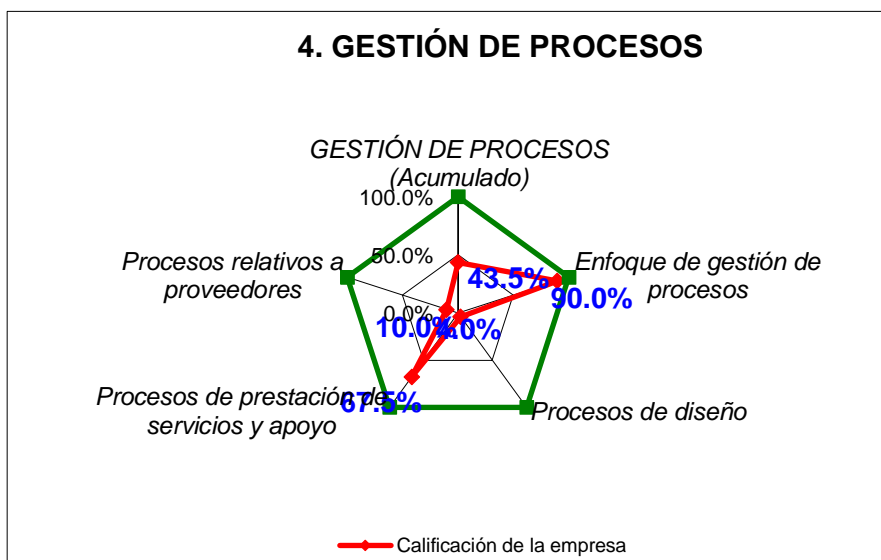 4. GESTIÓN DE PROCESOS
GESTIÓN DE PROCESOS
(Acumulado)
100.0%
50.0%
0.0%
43.5%
Enfoque de gestión de
procesos
90.0%
Procesos relativos a
proveedores
10.0%
4.0%
Procesos de prestación de
servicios y apoyo
67.5%
Procesos de diseño
Calificación de la empresa